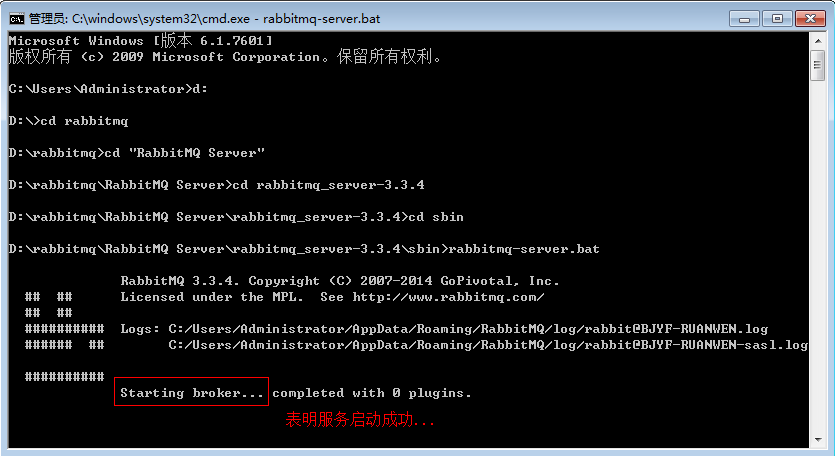 管理员: C:\windows\system32\cmd.exe - rabbitmq-server.bat
Microsoft Windows [版本 6.1.7601]
版权所有 (c) 2009 Microsoft Corporation。保留所有权利。
C:\Users\Administrator>d:
D:\>cd rabbitmq
D:\rabbitmq>cd "RabbitMQ Server"
D:\rabbitmq\RabbitMQ Server>cd rabbitmq_server-3.3.4
D:\rabbitmq\RabbitMQ Server\rabbitmq_server-3.3.4>cd sbin
D:\rabbitmq\RabbitMQ Server\rabbitmq_server-3.3.4\sbin>rabbitmq-server.bat
RabbitMQ 3.3.4. Copyright (C) 2007-2014 GoPivotal, Inc.
## ## Licensed under the MPL. See http://www.rabbitmq.com/
## ##
########## Logs: C:/Users/Administrator/AppData/Roaming/RabbitMQ/log/rabbit@BJYF-RUANWEN.log
###### ## C:/Users/Administrator/AppData/Roaming/RabbitMQ/log/rabbit@BJYF-RUANWEN-sasl.log
##########
Starting broker... completed with 0 plugins.
表明服务启动成功...